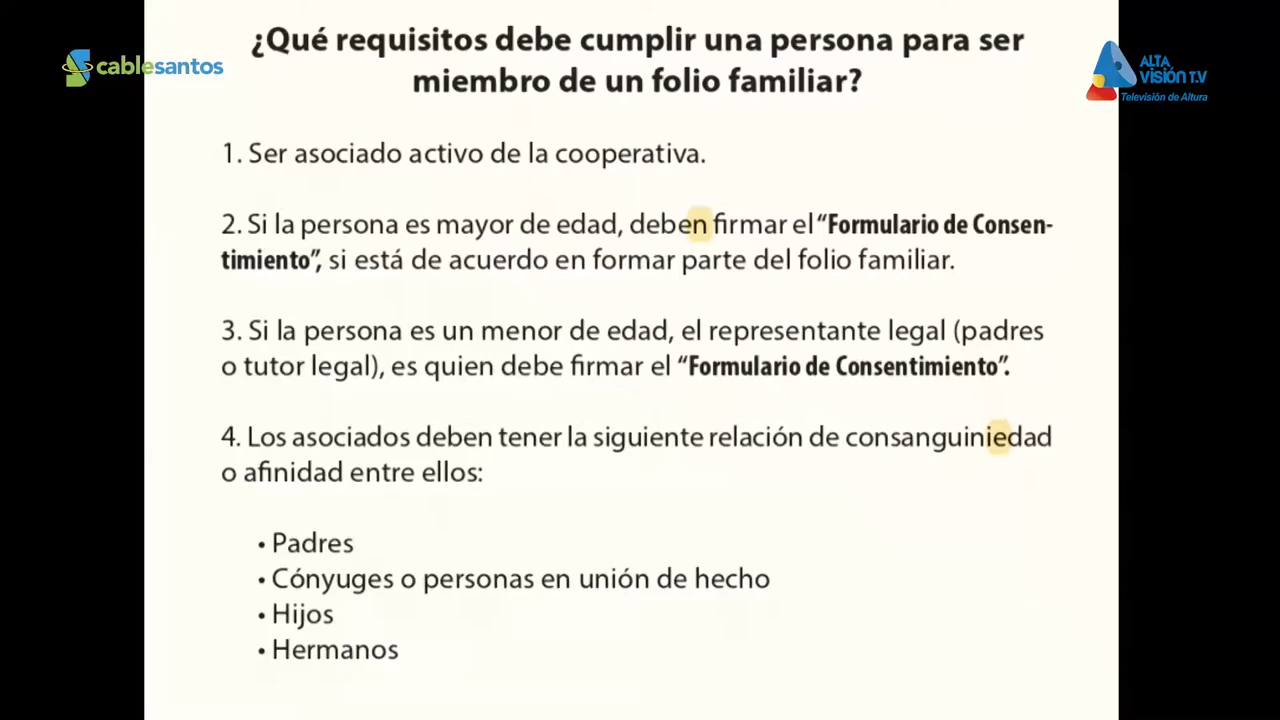 ¿Qué requisitos debe cumplir una persona para ser
miembro de un folio familiar?
cablesantos
ALTA
VISIÓN T.V
Televisión de Altura
1. Ser asociado activo de la cooperativa.
2. Si la persona es mayor de edad, deben firmar el “Formulario de Consen-
timiento”, si está de acuerdo en formar parte del folio familiar.
3. Si la persona es un menor de edad, el representante legal (padres
o tutor legal), es quien debe firmar el “Formulario de Consentimiento”.
4. Los asociados deben tener la siguiente relación de consanguiniedad
o afinidad entre ellos:
• Padres
• Cónyuges o personas en unión de hecho
• Hijos
• Hermanos